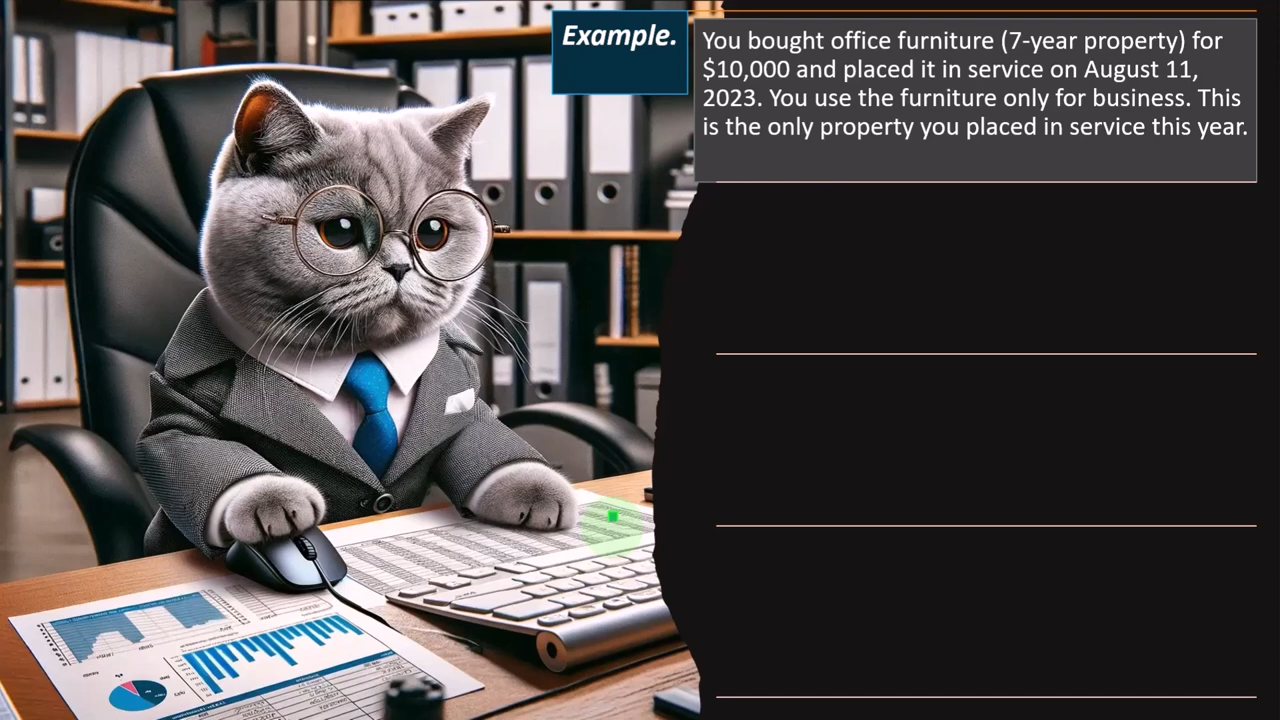 Example.
You bought office furniture (7-year property) for
$10,000 and placed it in service on August 11,
2023. You use the furniture only for business. This
is the only property you placed in service this year.